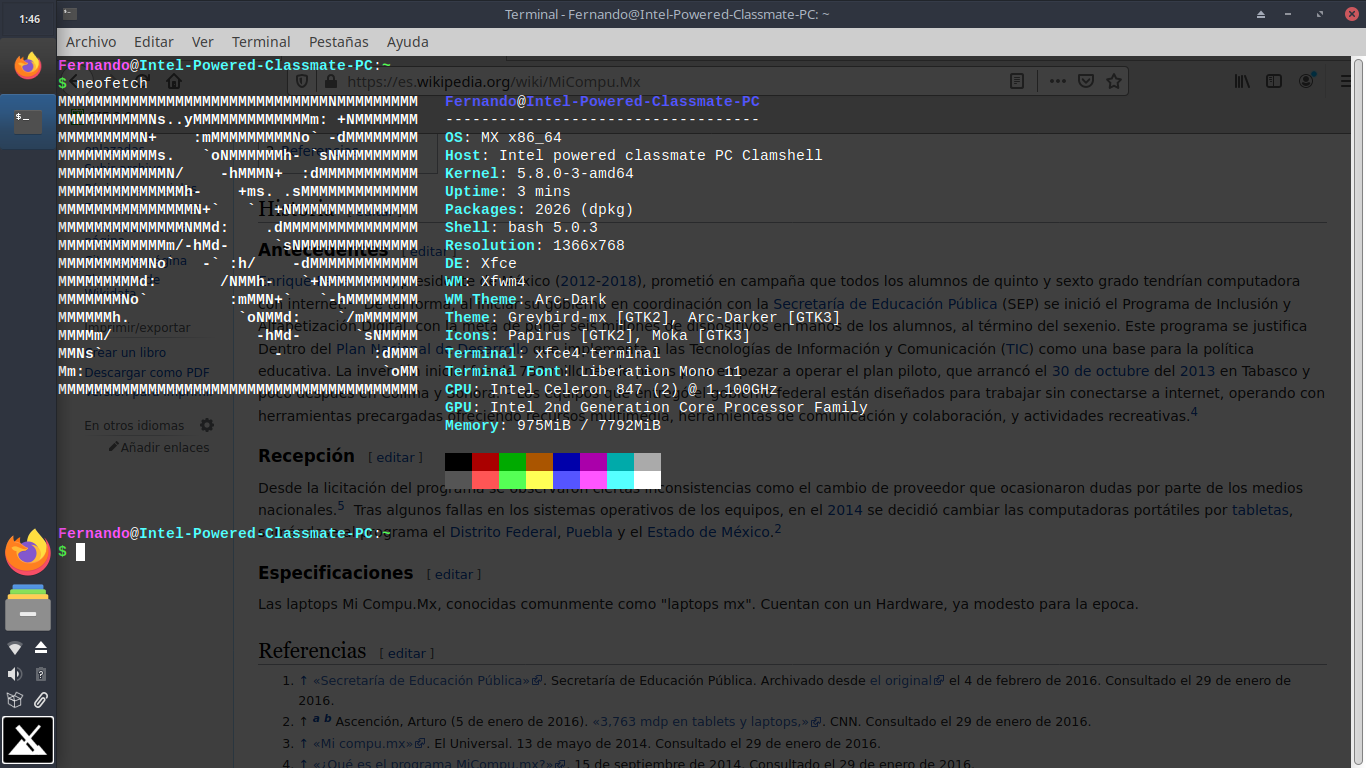 1:46
Terminal - Fernando@Intel-Powered-Classmate-PC: ~
Archivo Editar Ver Terminal Pestañas Ayuda
https://es.wikipedia.org/wiki/MiCompu.Mx
Fernando@Intel-Powered-Classmate-PC:~
$ neofetch
Fernando@Intel-Powered-Classmate-PC
-----------------------------------
OS: MX x86_64
Host: Intel powered classmate PC Clamshell
Kernel: 5.8.0-3-amd64
Uptime: 3 mins
Packages: 2026 (dpkg)
Shell: bash 5.0.3
Resolution: 1366x768
DE: Xfce
WM: Xfwm4
WM Theme: Arc-Dark
Theme: Greybird-mx [GTK2], Arc-Darker [GTK3]
Icons: Papirus [GTK2], Moka [GTK3]
Terminal: xfce4-terminal
Terminal Font: Liberation Mono 11
CPU: Intel Celeron 847 (2) @ 1.100GHz
GPU: Intel 2nd Generation Core Processor Family
Memory: 975MiB / 7792MiB
Fernando@Intel-Powered-Classmate-PC:~
$
Imprimir/exportar
Crear un libro
Descargar como PDF
En otros idiomas
Añadir enlaces
Antecedentes [ editar ]
México (2012-2018), prometió en campaña que todos los alumnos de quinto y sexto grado tendrían computadora
en coordinación con la Secretaría de Educación Pública (SEP) se inició el Programa de Inclusión y
Alfabetización Digital, con la meta de poner seis millones de dispositivos en manos de los alumnos, al término del sexenio. Este programa se justifica
Dentro del Plan Nacional de Desarrollo que implementa las Tecnologías de Información y Comunicación (TIC) como una base para la política
empezar a operar el plan piloto, que arrancó el 30 de octubre del 2013 en Tabasco y
gobierno federal están diseñados para trabajar sin conectarse a internet, operando con
herramientas precargadas ofreciendo recursos multimedia, herramientas de comunicación y colaboración, y actividades recreativas.4
Recepción [ editar ]
Desde la licitación del programa se observaron ciertas inconsistencias como el cambio de proveedor que ocasionaron dudas por parte de los medios
nacionales.5 Tras algunos fallas en los sistemas operativos de los equipos, en el 2014 se decidió cambiar las computadoras portátiles por tabletas,
programa el Distrito Federal, Puebla y el Estado de México.2
Especificaciones [ editar ]
Las laptops Mi Compu.Mx, conocidas comunmente como "laptops mx". Cuentan con un Hardware, ya modesto para la epoca.
Referencias [ editar ]
1. ↑ «Secretaría de Educación Pública». Secretaría de Educación Pública. Archivado desde el original el 4 de febrero de 2016. Consultado el 29 de enero de
2016.
2. ↑ a b Ascención, Arturo (5 de enero de 2016). «3,763 mdp en tablets y laptops,». CNN. Consultado el 29 de enero de 2016.
3. ↑ «Mi compu.mx». El Universal. 13 de mayo de 2014. Consultado el 29 de enero de 2016.
4. ↑ «¿Qué es el programa MiCompu.mx?». 15 de septiembre de 2014. Consultado el 29 de enero de 2016.